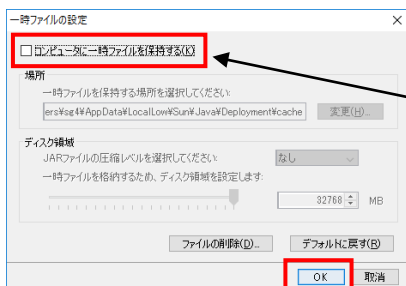 一時ファイルの設定
コンピュータに一時ファイルを保持する(K)
場所
一時ファイルを保持する場所を選択してください:
ers¥sg4¥AppData¥LocalLow¥Sun¥Java¥Deployment¥cache 変更(H)...
ディスク領域
JARファイルの圧縮レベルを選択してください: なし
一時ファイルを格納するため、ディスク領域を設定します:
32768 MB
ファイルの削除(D)... デフォルトに戻す(R)
OK 取消